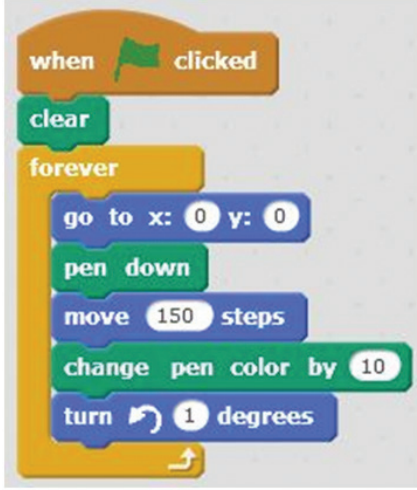 when clicked
clear
forever
go to x: 0 y: 0
pen down
move 150 steps
change pen color by 10
turn 1 degrees